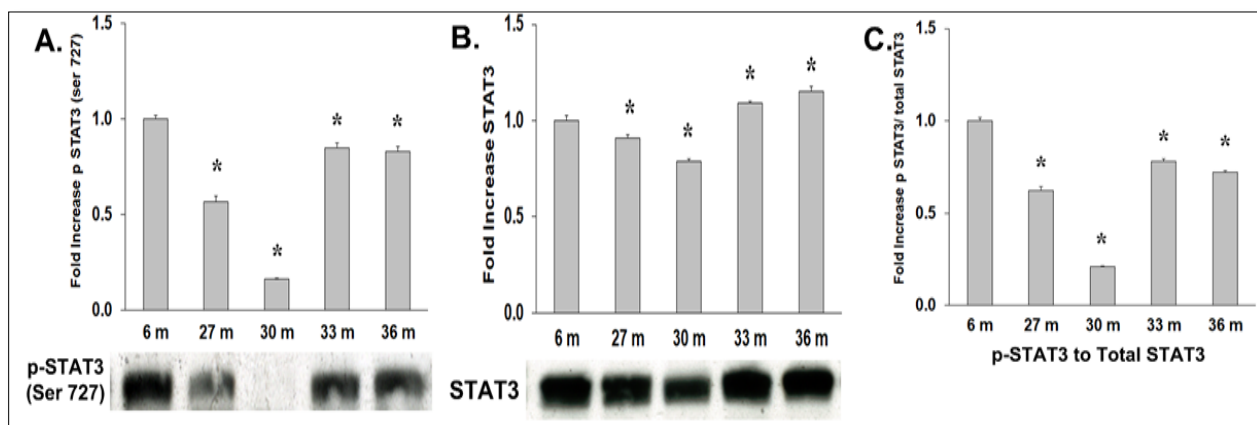 A.
Fold Increase p STAT3 (ser 727)
1.5
1.0
0.5
0.0
*
*
*
*
6 m 27 m 30 m 33 m 36 m
p-STAT3
(Ser 727)
B.
Fold Increase STAT3
1.5
1.0
0.5
0.0
*
*
*
*
6 m 27 m 30 m 33 m 36 m
STAT3
C.
Fold Increase p STAT3/ total STAT3
1.5
1.0
0.5
0.0
*
*
*
*
6 m 27 m 30 m 33 m 36 m
p-STAT3 to Total STAT3